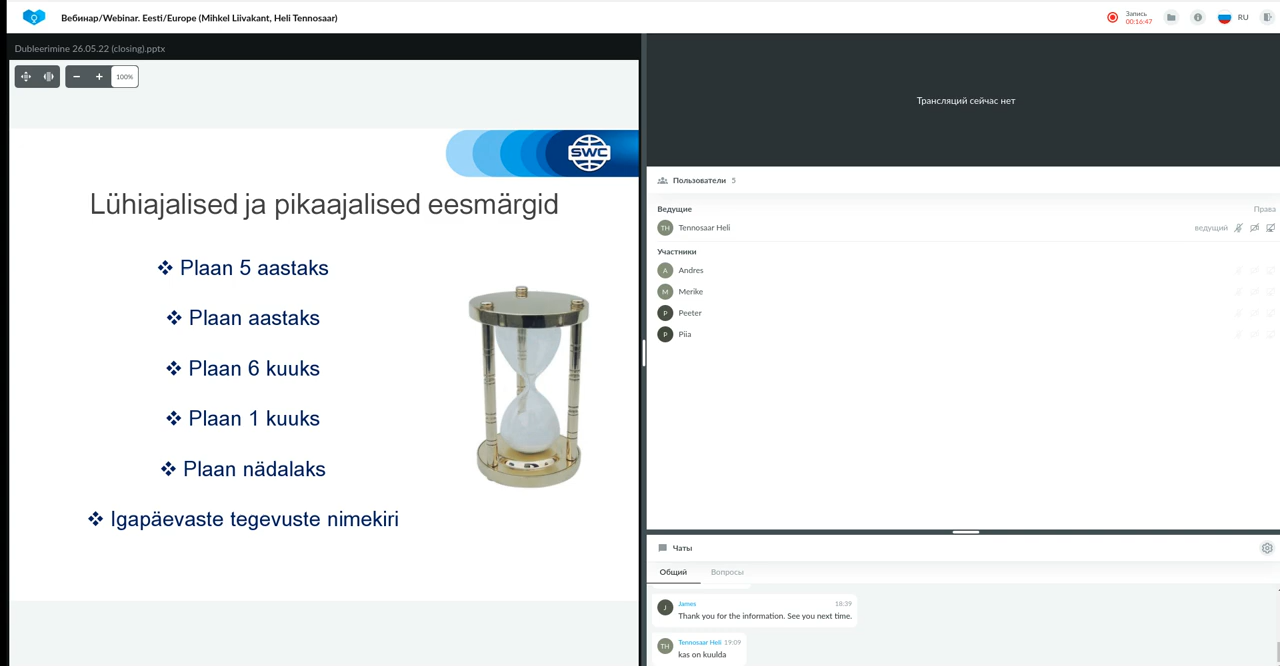 Вебинар/Webinar. Eesti/Europe (Mihkel Liivakant, Heli Tennosaar)
Запись
00:16:47
RU
Dubleerimine 26.05.22 (closing).pptx
100%
SWC
Lühiajalised ja pikaajalised eesmärgid
❖ Plaan 5 aastaks
❖ Plaan aastaks
❖ Plaan 6 kuuks
❖ Plaan 1 kuuks
❖ Plaan nädalaks
❖ Igapäevaste tegevuste nimekiri
Трансляций сейчас нет
Пользователи 5
Ведущие Права
TH Tennosaar Heli ведущий
Участники
A Andres
M Merike
P Peeter
P Piia
Чаты
Общий Вопросы
J James 18:39
Thank you for the information. See you next time.
TH Tennosaar Heli 19:09
kas on kuulda